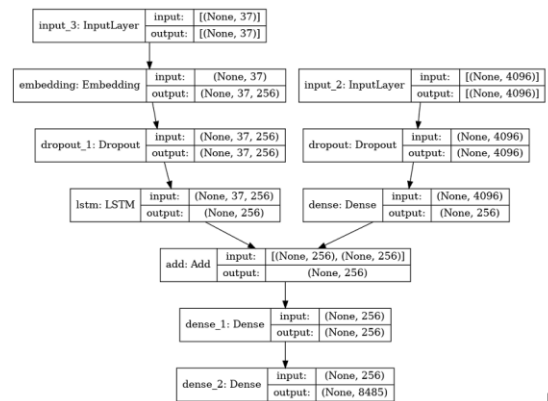 input_3: InputLayer input: [(None, 37)]
output: [(None, 37)]
embedding: Embedding input: (None, 37)
output: (None, 37, 256)
input_2: InputLayer input: [(None, 4096)]
output: [(None, 4096)]
dropout_1: Dropout input: (None, 37, 256)
output: (None, 37, 256)
dropout: Dropout input: (None, 4096)
output: (None, 4096)
lstm: LSTM input: (None, 37, 256)
output: (None, 256)
dense: Dense input: (None, 4096)
output: (None, 256)
add: Add input: [(None, 256), (None, 256)]
output: (None, 256)
dense_1: Dense input: (None, 256)
output: (None, 256)
dense_2: Dense input: (None, 256)
output: (None, 8485)